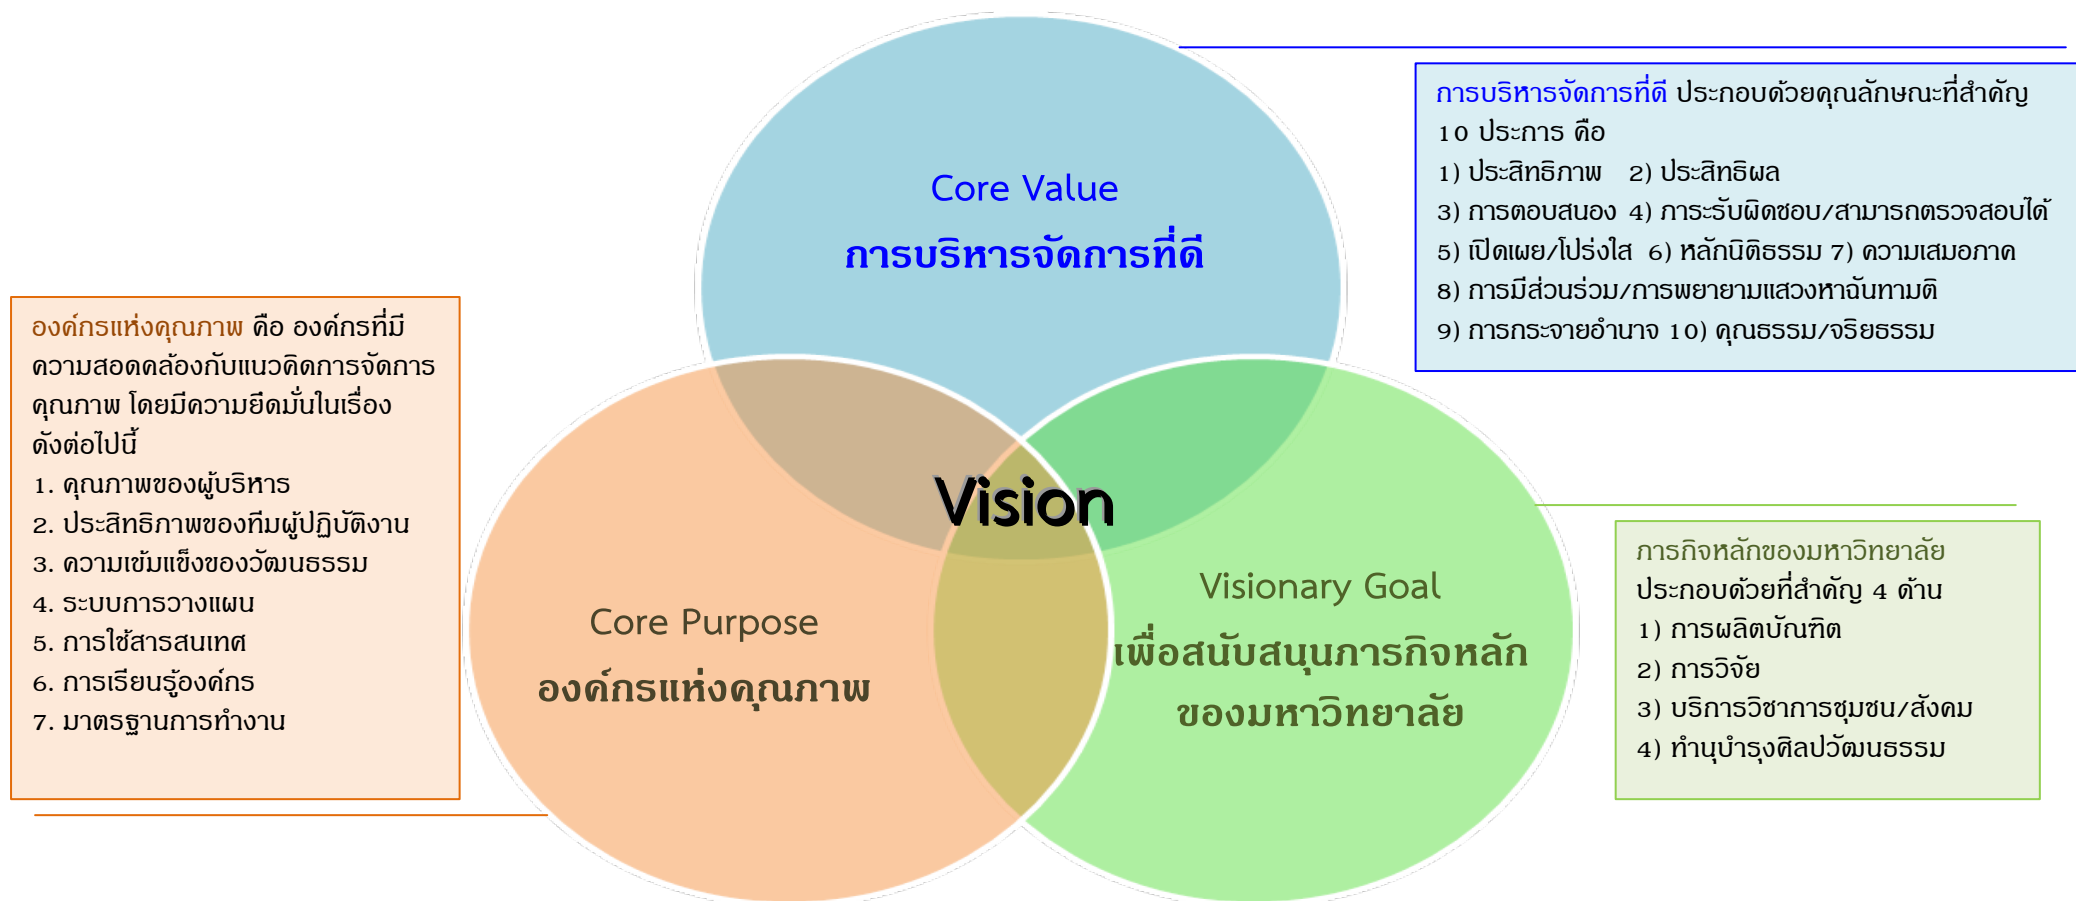 Core Value
การบริหารจัดการที่ดี
การบริหารจัดการที่ดี ประกอบด้วยคุณลักษณะที่สำคัญ
10 ประการ คือ
1) ประสิทธิภาพ 2) ประสิทธิผล
3) การตอบสนอง 4) ภาระรับผิดชอบ/สามารถตรวจสอบได้
5) เปิดเผย/โปร่งใส 6) หลักนิติธรรม 7) ความเสมอภาค
8) การมีส่วนร่วม/การพยายามแสวงหาฉันทามติ
9) การกระจายอำนาจ 10) คุณธรรม/จริยธรรม
องค์กรแห่งคุณภาพ คือ องค์กรที่มี
ความสอดคล้องกับแนวคิดการจัดการ
คุณภาพ โดยมีความยึดมั่นในเรื่อง
ดังต่อไปนี้
1. คุณภาพของผู้บริหาร
2. ประสิทธิภาพของทีมผู้ปฏิบัติงาน
3. ความเข้มแข็งของวัฒนธรรม
4. ระบบการวางแผน
5. การใช้สารสนเทศ
6. การเรียนรู้องค์กร
7. มาตรฐานการทำงาน
Vision
Core Purpose
องค์กรแห่งคุณภาพ
Visionary Goal
เพื่อสนับสนุนภารกิจหลัก
ของมหาวิทยาลัย
ภารกิจหลักของมหาวิทยาลัย
ประกอบด้วยที่สำคัญ 4 ด้าน
1) การผลิตบัณฑิต
2) การวิจัย
3) บริการวิชาการชุมชน/สังคม
4) ทำนุบำรุงศิลปวัฒนธรรม